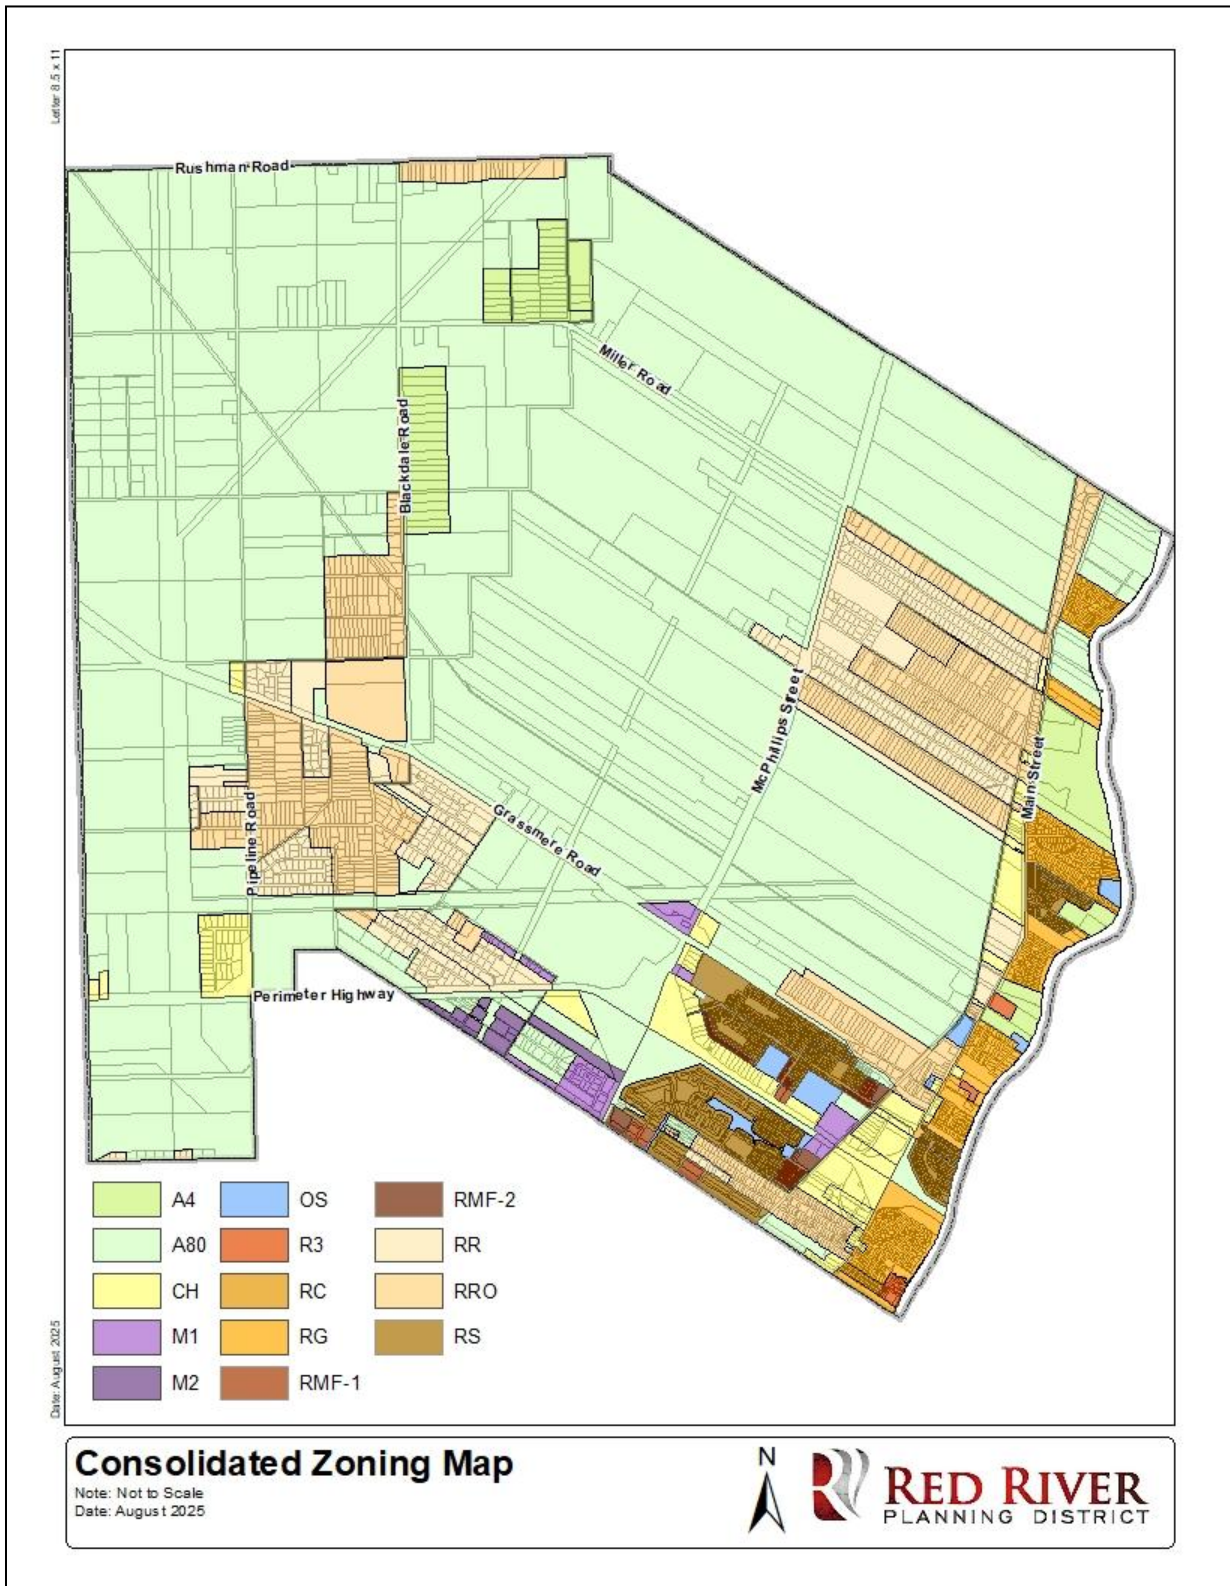 Letter 8.5 x 11
Rushman Road
Miller Road
Blackdale Road
McPhillips Street
Main Street
Grassmere Road
Pipeline Road
Perimeter Highway
A4 OS RMF-2
A80 R3 RR
CH RC RRO
M1 RG RS
M2 RMF-1
Date: August 2025
Consolidated Zoning Map
Note: Not to Scale
Date: August 2025
N
RED RIVER
PLANNING DISTRICT